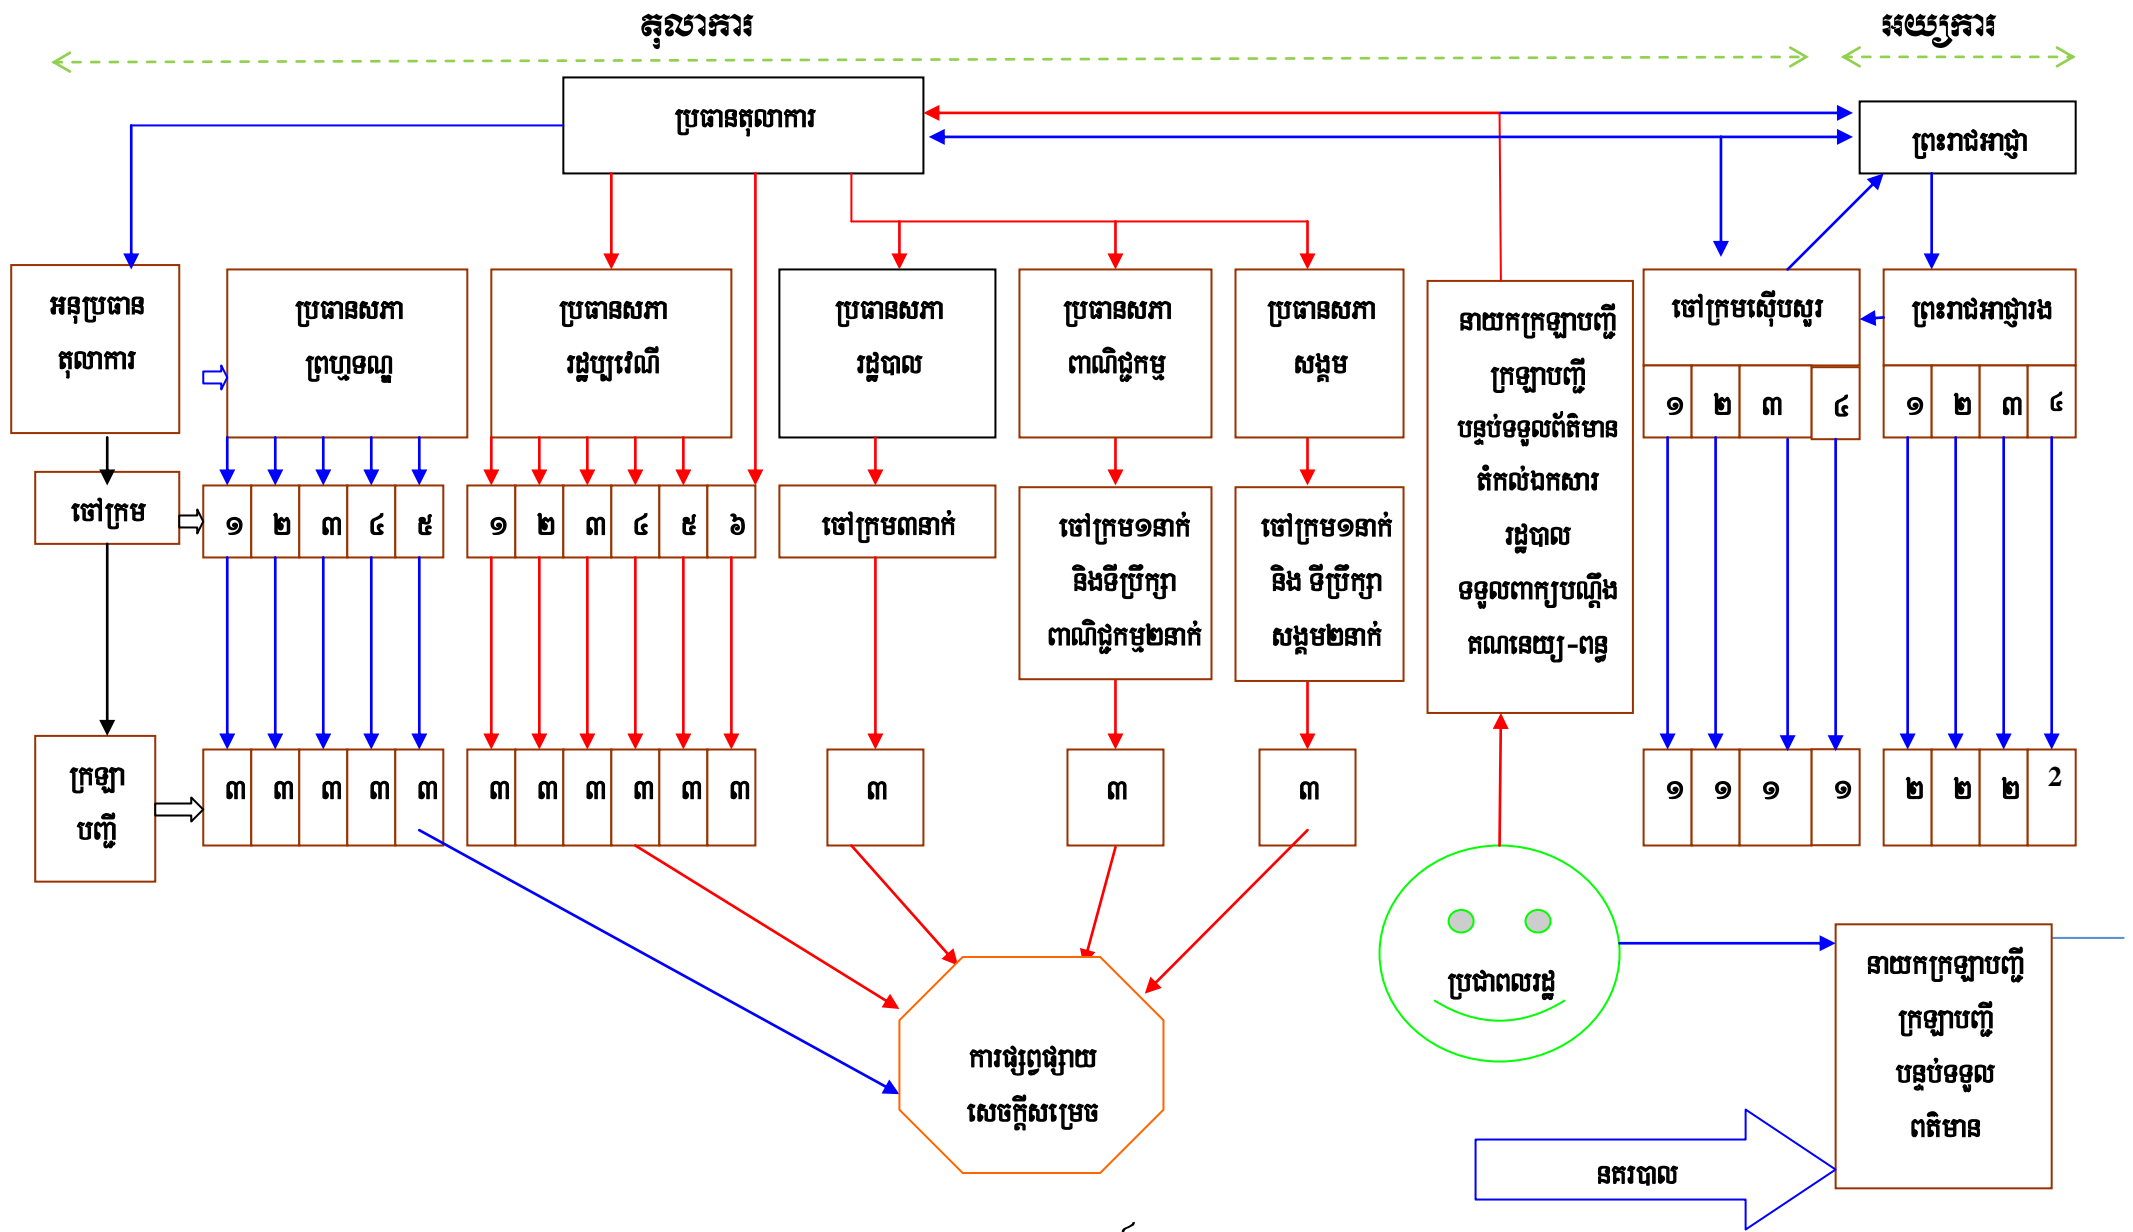 តុលាការ
អយ្យការ
ប្រធានតុលាការ
ព្រះរាជអាជ្ញា
អនុប្រធាន
តុលាការ
ប្រធានសភា
ព្រហ្មទណ្ឌ
ប្រធានសភា
រដ្ឋប្បវេណី
ប្រធានសភា
រដ្ឋបាល
ប្រធានសភា
ពាណិជ្ជកម្ម
ប្រធានសភា
សង្គម
នាយកក្រឡាបញ្ជី
ក្រឡាបញ្ជី
បន្ទប់ទទួលព័តិមាន
តំកល់ឯកសារ
រដ្ឋបាល
ទទួលពាក្យបណ្តឹង
គណនេយ្យ-ពន្ធ
ចៅក្រមស៊ើបសួរ
១ ២ ៣ ៤
ព្រះរាជអាជ្ញារង
១ ២ ៣ ៤
ចៅក្រម
១ ២ ៣ ៤ ៥
១ ២ ៣ ៤ ៥ ៦
ចៅក្រម៣នាក់
ចៅក្រម១នាក់
និងទីប្រឹក្សា
ពាណិជ្ជកម្ម២នាក់
ចៅក្រម១នាក់
និង ទីប្រឹក្សា
សង្គម២នាក់
ក្រឡា
បញ្ជី
៣ ៣ ៣ ៣ ៣
៣ ៣ ៣ ៣ ៣ ៣
៣
៣
៣
១ ១ ១ ១
២ ២ ២ 2
ប្រជាពលរដ្ឋ
នាយកក្រឡាបញ្ជី
ក្រឡាបញ្ជី
បន្ទប់ទទួល
ពតិមាន
ការផ្សព្វផ្សាយ
សេចក្តីសម្រេច
នគរបាល